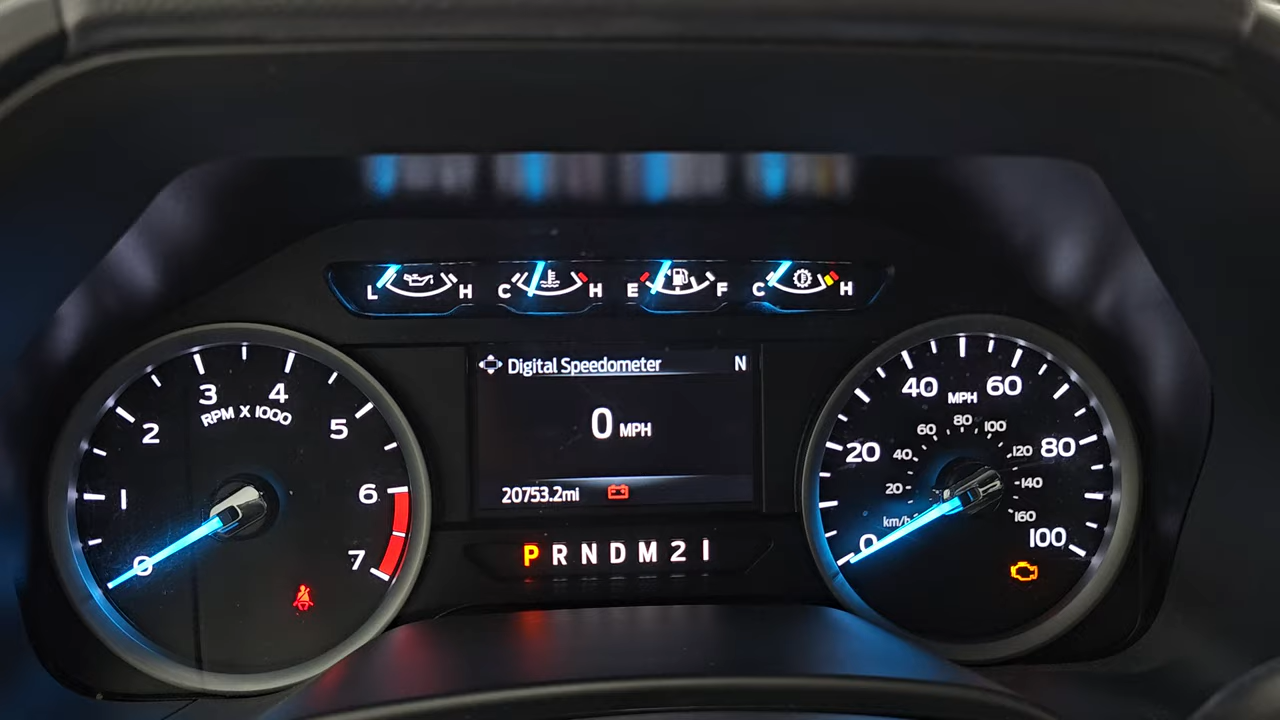 L H C H E F C H
Digital Speedometer N
0 MPH
20753.2mi
P R N D M 2 1
0 1 2 3 4 5 6 7
RPM X 1000
0 20 40 60 80 100
MPH
km/h 20 40 60 80 100 120 140 160